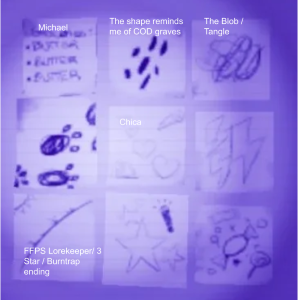 Michael
The shape reminds
me of COD graves
The Blob /
Tangle
• BUTTER
• BUTTER
• BUTTER
Chica
FFPS Lorekeeper/ 3
Star / Burntrap
ending